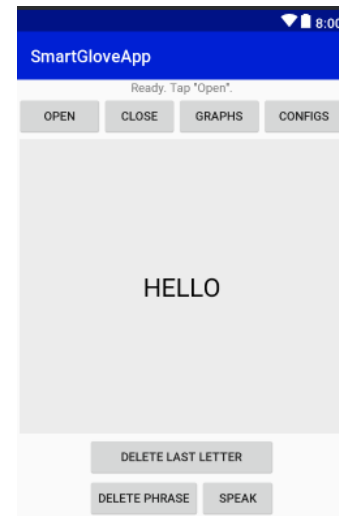 8:00
SmartGloveApp
Ready. Tap "Open".
OPEN CLOSE GRAPHS CONFIGS
HELLO
DELETE LAST LETTER
DELETE PHRASE SPEAK